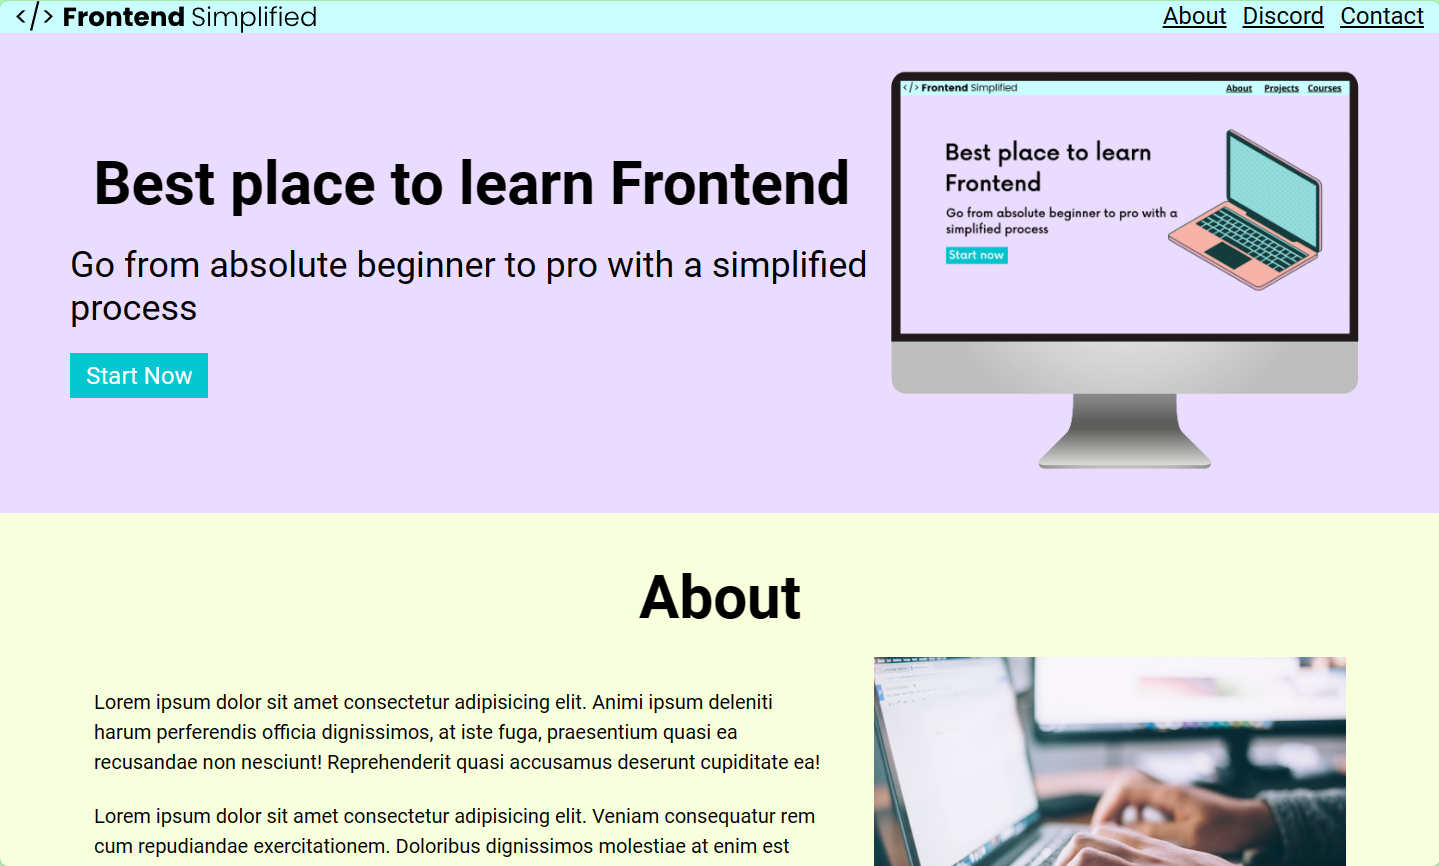 </> Frontend Simplified
About Discord Contact
Best place to learn Frontend
Go from absolute beginner to pro with a simplified
process
Start Now
</> Frontend Simplified
About Projects Courses
Best place to learn
Frontend
Go from absolute beginner to pro with a
simplified process
Start now
About
Lorem ipsum dolor sit amet consectetur adipisicing elit. Animi ipsum deleniti
harum perferendis officia dignissimos, at iste fuga, praesentium quasi ea
recusandae non nesciunt! Reprehenderit quasi accusamus deserunt cupiditate ea!
Lorem ipsum dolor sit amet consectetur adipisicing elit. Veniam consequatur rem
cum repudiandae exercitationem. Doloribus dignissimos molestiae at enim est